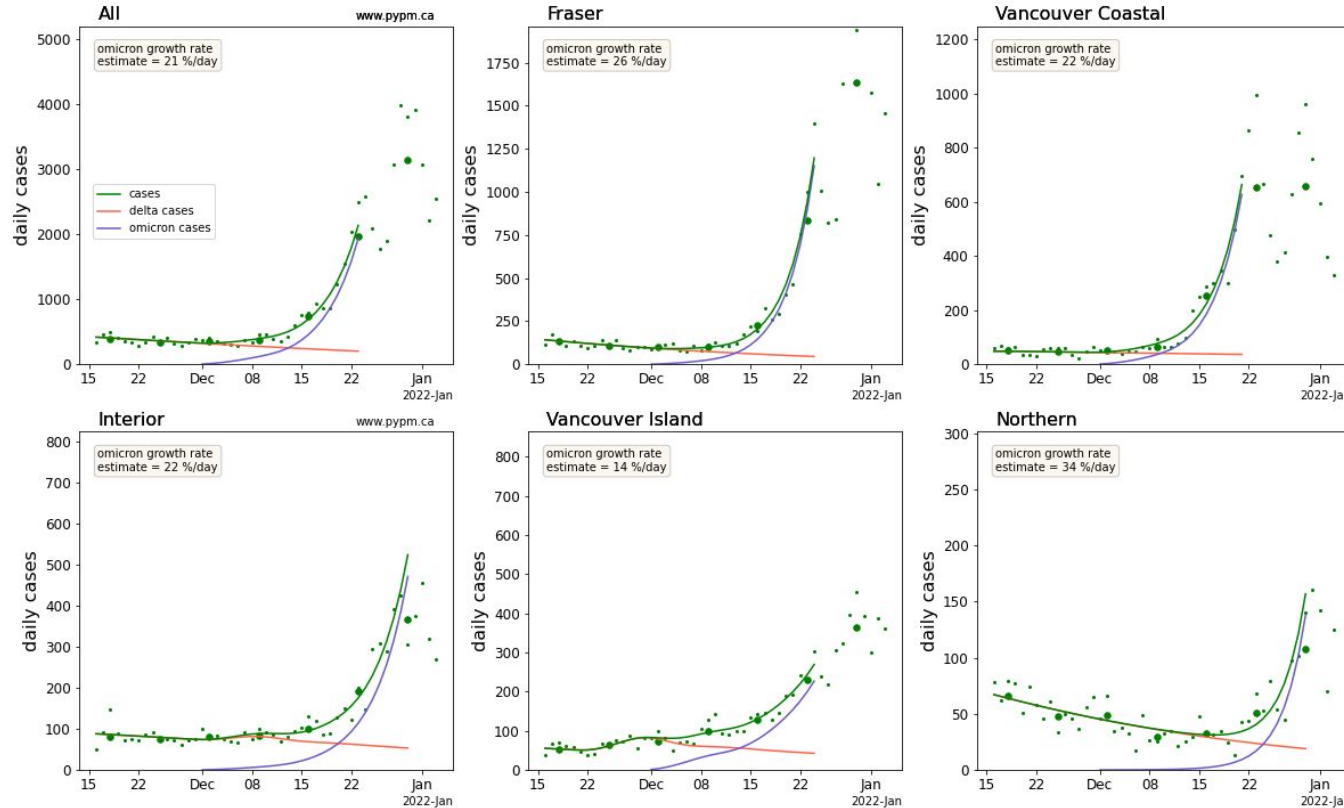 All www.pypm.ca
omicron growth rate
estimate = 21 %/day
cases
delta cases
omicron cases
daily cases
5000
4000
3000
2000
1000
0
15 22 Dec 08 15 22 Jan
2022-Jan
Fraser
omicron growth rate
estimate = 26 %/day
daily cases
1750
1500
1250
1000
750
500
250
0
15 22 Dec 08 15 22 Jan
2022-Jan
Vancouver Coastal
omicron growth rate
estimate = 22 %/day
daily cases
1200
1000
800
600
400
200
0
15 22 Dec 08 15 22 Jan
2022-Jan
Interior www.pypm.ca
omicron growth rate
estimate = 22 %/day
daily cases
800
700
600
500
400
300
200
100
0
15 22 Dec 08 15 22 Jan
2022-Jan
Vancouver Island
omicron growth rate
estimate = 14 %/day
daily cases
800
700
600
500
400
300
200
100
0
15 22 Dec 08 15 22 Jan
2022-Jan
Northern
omicron growth rate
estimate = 34 %/day
daily cases
300
250
200
150
100
50
0
15 22 Dec 08 15 22 Jan
2022-Jan